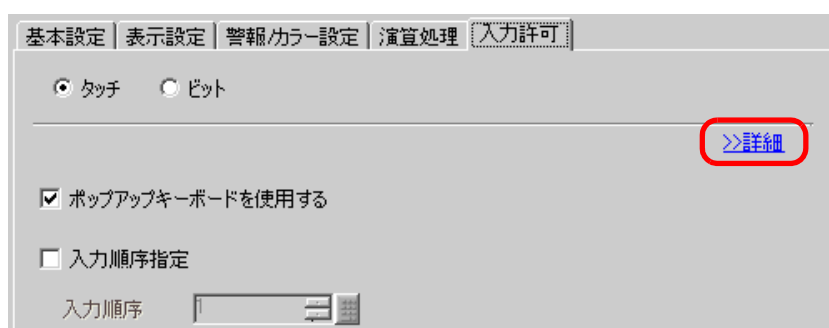 基本設定 表示設定 警報/カラー設定 演算処理 入力許可
タッチ ビット
>>詳細
ポップアップキーボードを使用する
入力順序指定
入力順序 1